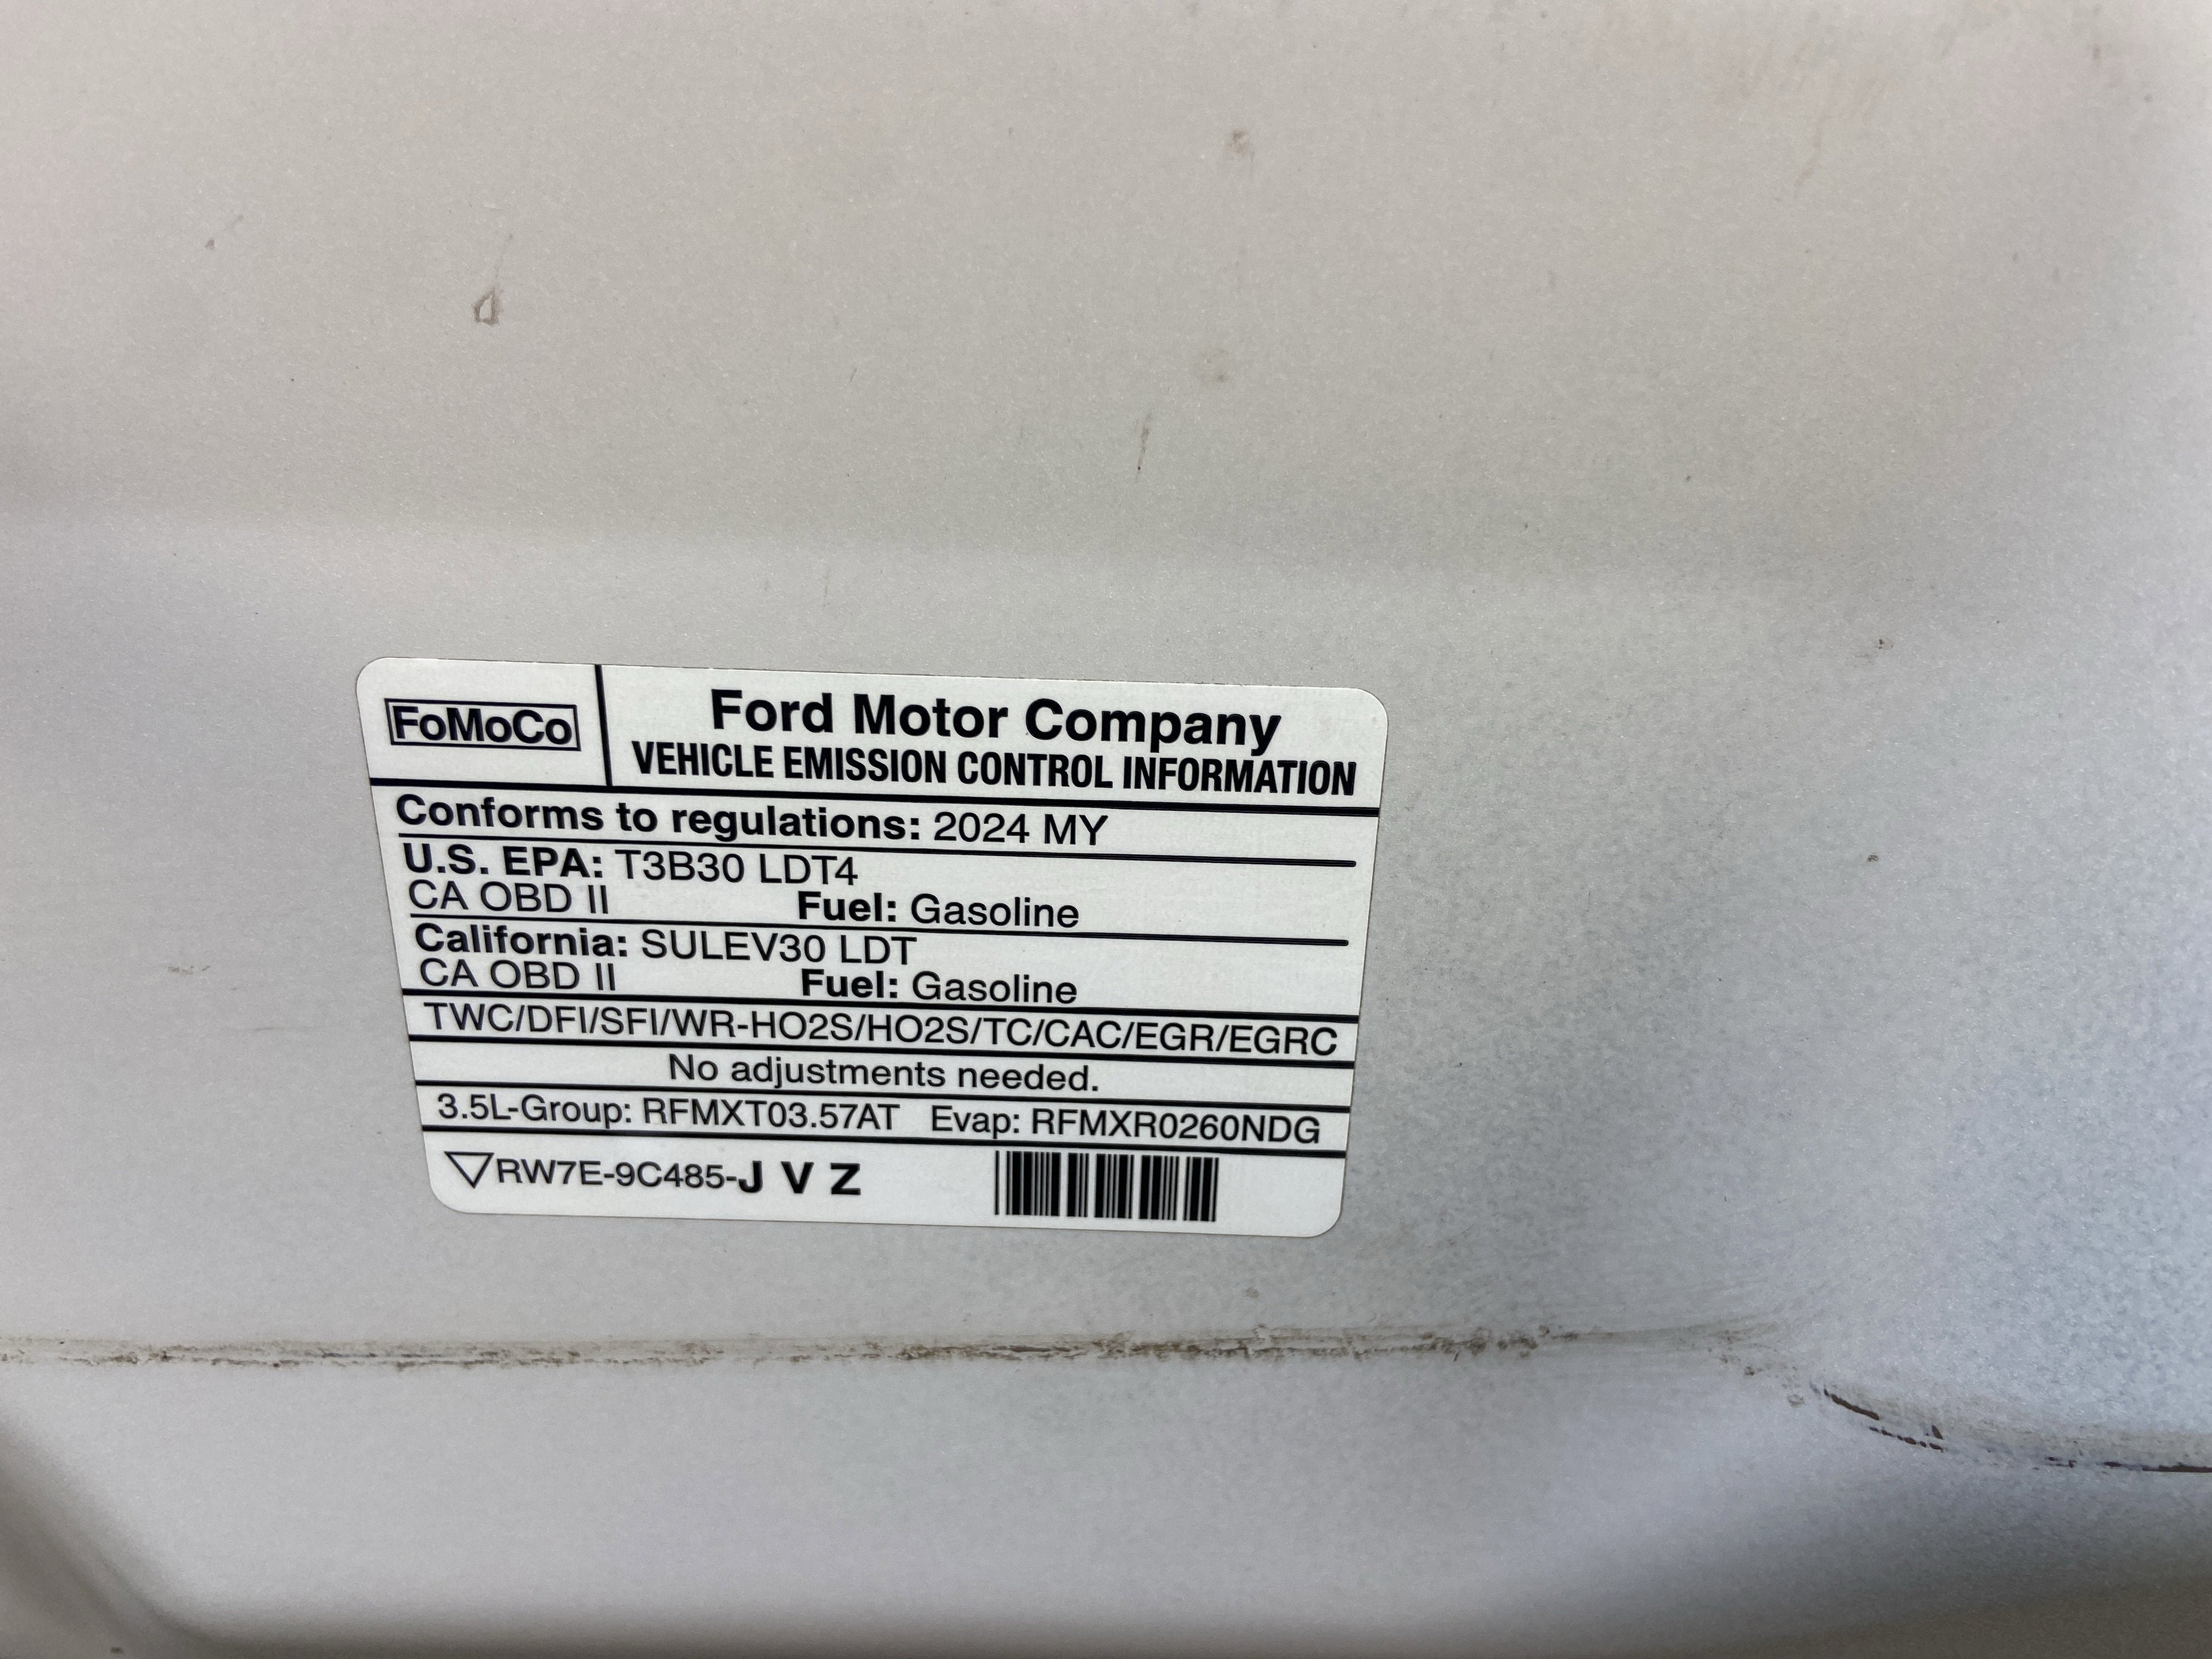 FoMoCo
Ford Motor Company
VEHICLE EMISSION CONTROL INFORMATION
Conforms to regulations: 2024 MY
U.S. EPA: T3B30 LDT4
CA OBD II Fuel: Gasoline
California: SULEV30 LDT
CA OBD II Fuel: Gasoline
TWC/DFI/SFI/WR-HO2S/HO2S/TC/CAC/EGR/EGRC
No adjustments needed.
3.5L-Group: RFMXT03.57AT Evap: RFMXR0260NDG
RW7E-9C485-J V Z